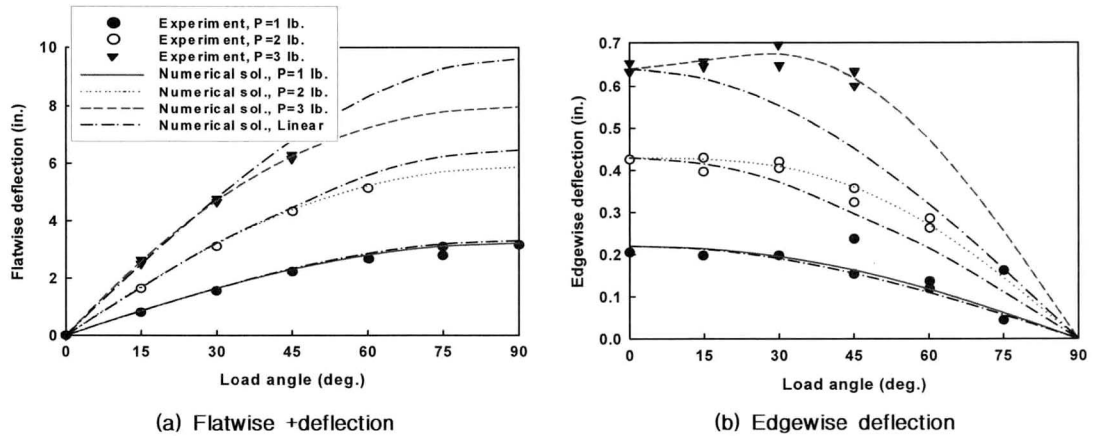 Experiment, P=1 lb.
Experiment, P=2 lb.
Experiment, P=3 lb.
Numerical sol., P=1 lb.
Numerical sol., P=2 lb.
Numerical sol., P=3 lb.
Numerical sol., Linear
10
8
6
4
2
0
Flatwise deflection (in.)
0 15 30 45 60 75 90
Load angle (deg.)
(a) Flatwise +deflection
0.7
0.6
0.5
0.4
0.3
0.2
0.1
0.0
Edgewise deflection (in.)
0 15 30 45 60 75 90
Load angle (deg.)
(b) Edgewise deflection